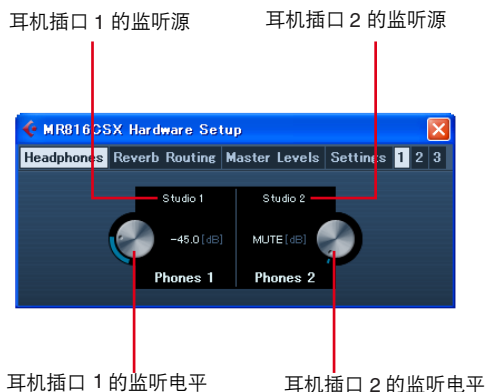 耳机插口 1 的监听源
耳机插口 2 的监听源
MR816CSX Hardware Setup
Headphones Reverb Routing Master Levels Settings 1 2 3
Studio 1
Studio 2
-45.0 [dB]
MUTE [dB]
Phones 1
Phones 2
耳机插口 1 的监听电平
耳机插口 2 的监听电平